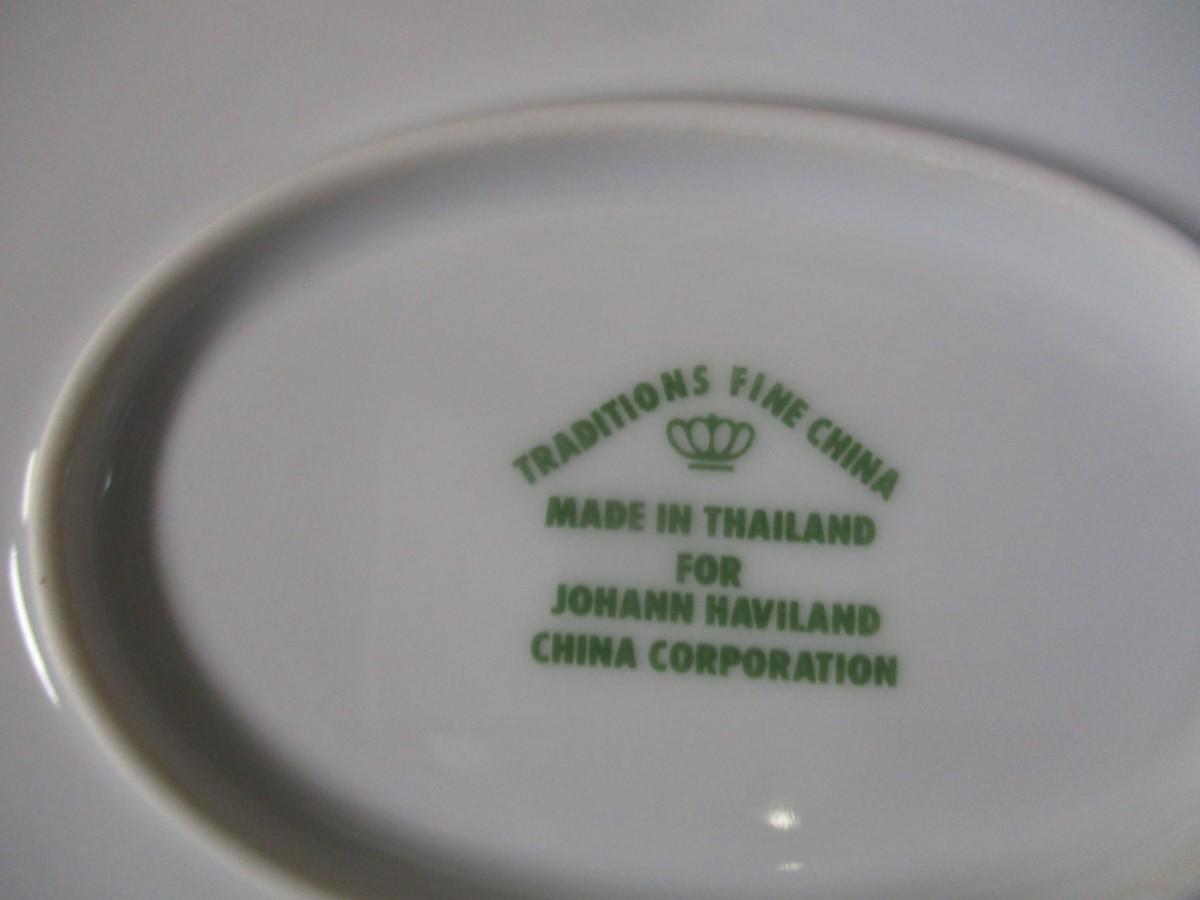 TRADITIONS FINE CHINA
MADE IN THAILAND
FOR
JOHANN HAVILAND
CHINA CORPORATION